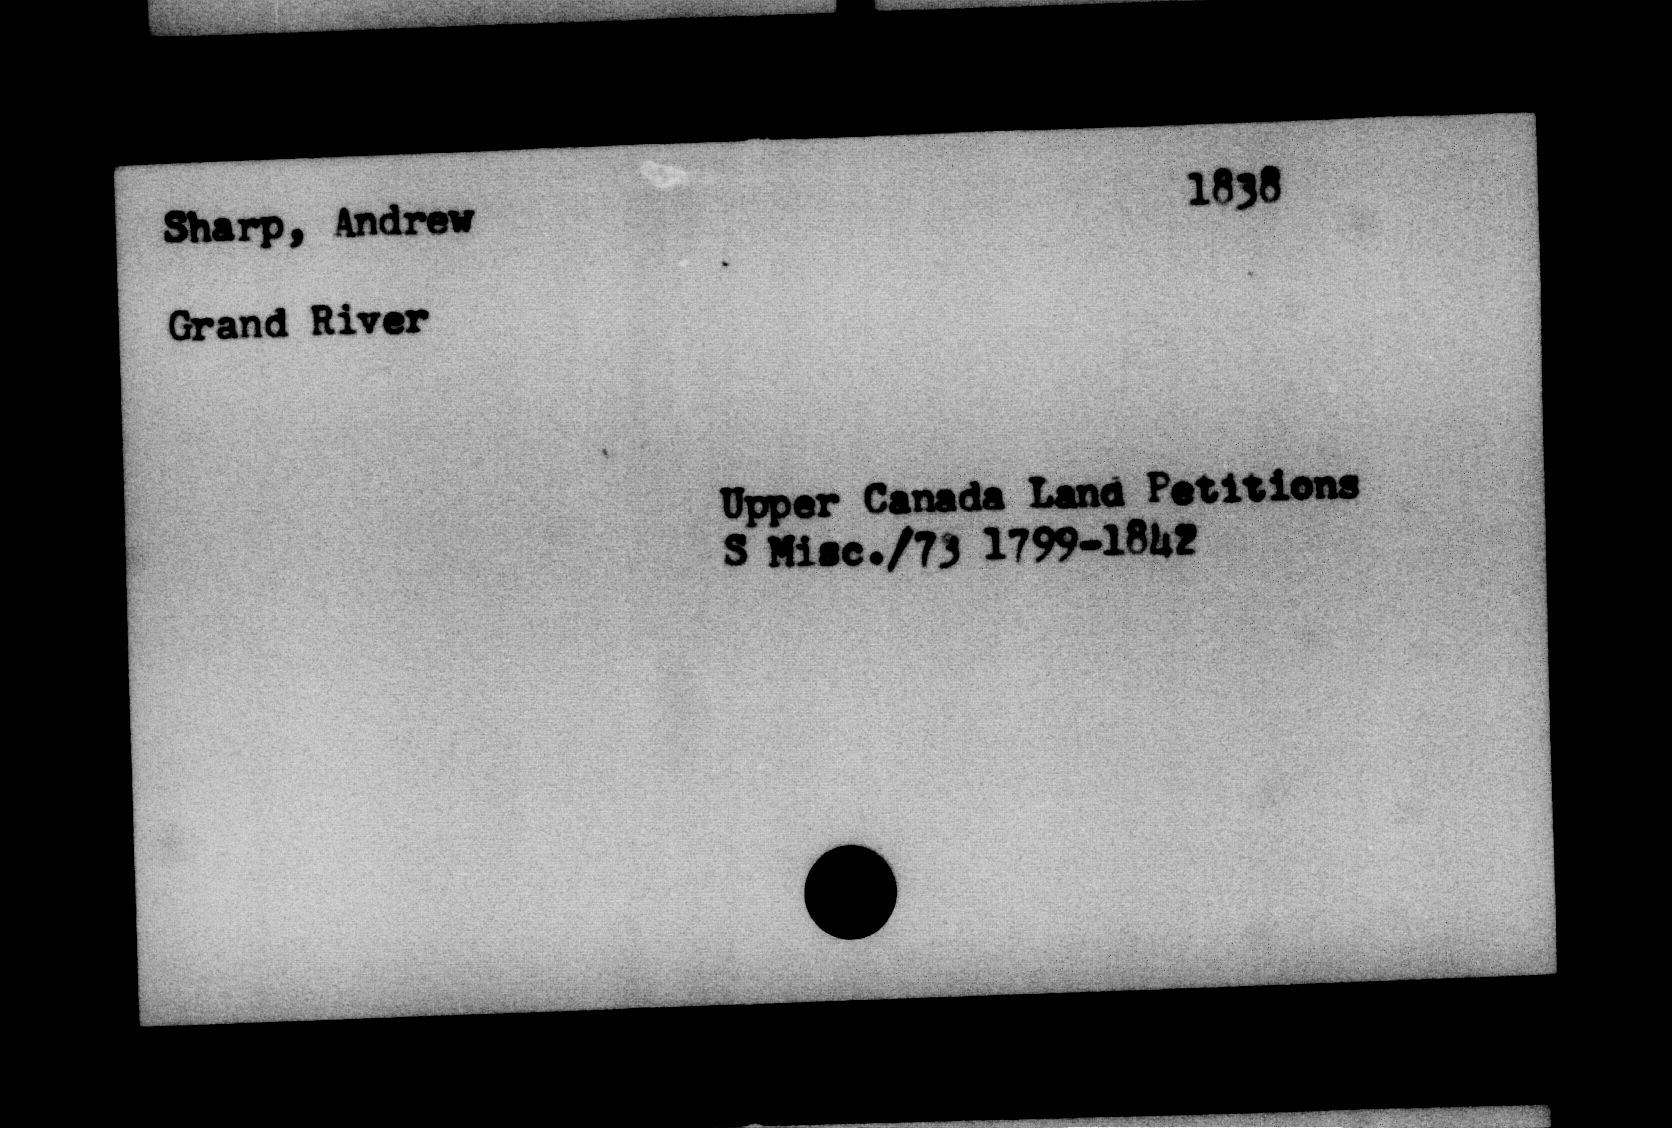 Sharp, Andrew
1838
Grand River
Upper Canada Land Petitions
S Misc./73 1799-1842